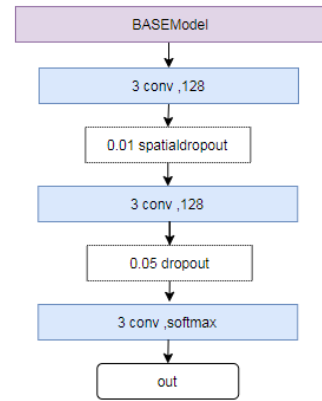 BASEModel
3 conv ,128
0.01 spatialdropout
3 conv ,128
0.05 dropout
3 conv ,softmax
out